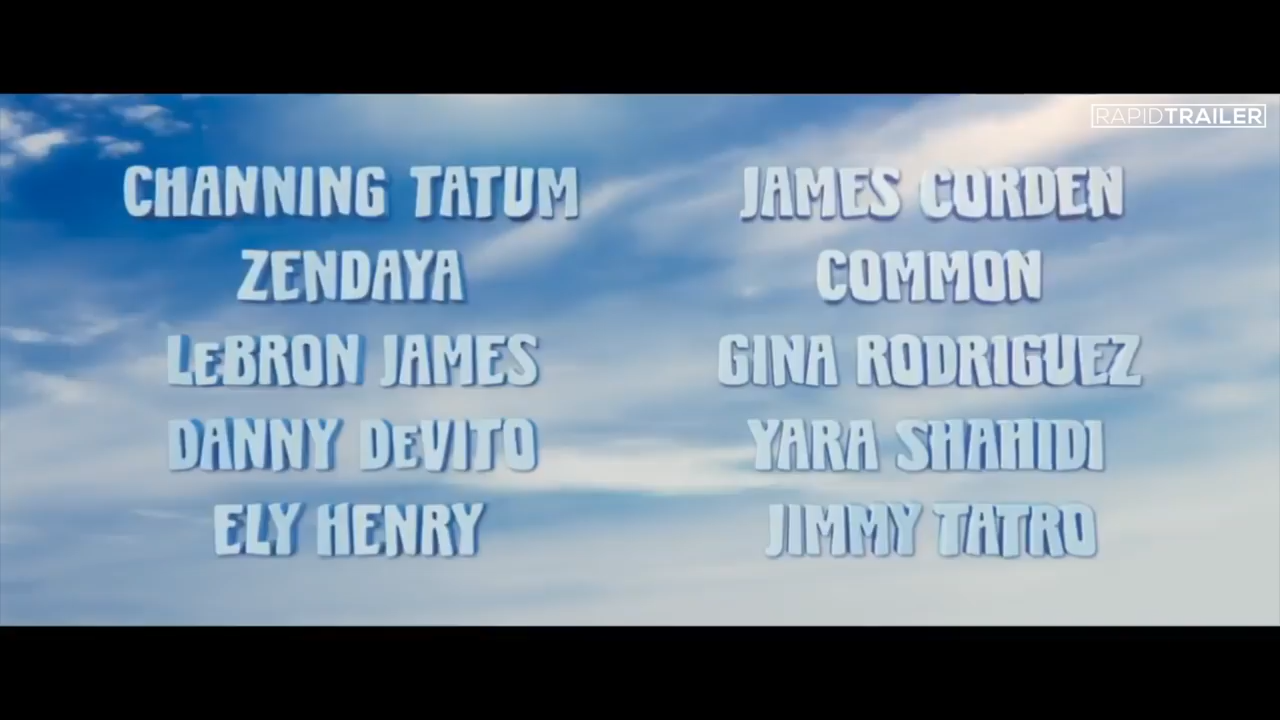 RAPIDTRAILER
CHANNING TATUM
JAMES CORDEN
ZENDAYA
COMMON
LeBRON JAMES
GINA RODRIGUEZ
DANNY DeVITO
YARA SHAHIDI
ELY HENRY
JIMMY TATRO